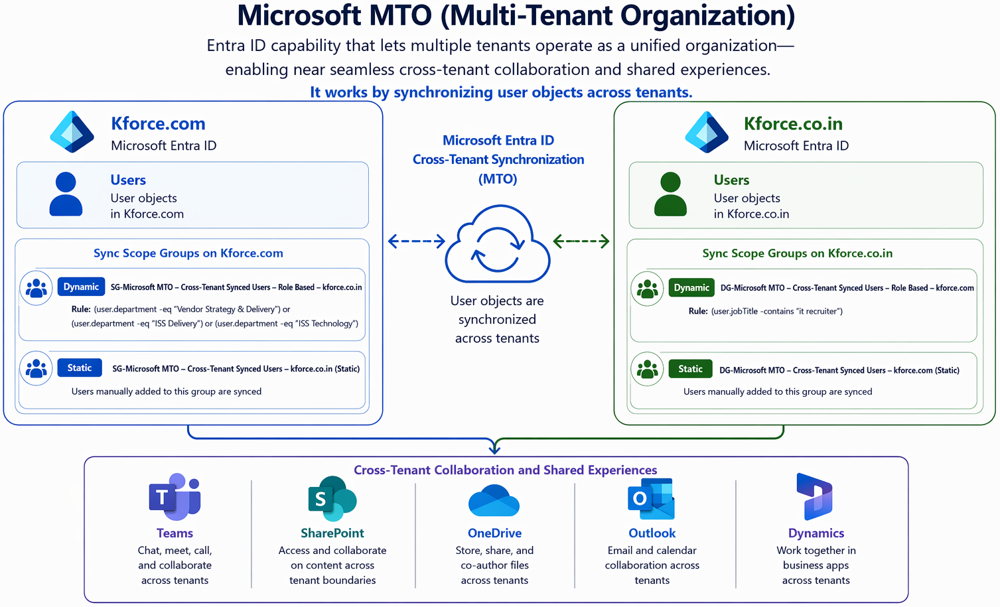 Microsoft MTO (Multi-Tenant Organization)
Entra ID capability that lets multiple tenants operate as a unified organization—
enabling near seamless cross-tenant collaboration and shared experiences.
It works by synchronizing user objects across tenants.
Kforce.com
Microsoft Entra ID
Users
User objects
in Kforce.com
Sync Scope Groups on Kforce.com
Dynamic
SG-Microsoft MTO – Cross-Tenant Synced Users – Role Based – kforce.co.in
Rule: (user.department -eq “Vendor Strategy & Delivery”) or
(user.department -eq “ISS Delivery”) or (user.department -eq “ISS Technology”)
Static
SG-Microsoft MTO – Cross-Tenant Synced Users – kforce.co.in (Static)
Users manually added to this group are synced
Microsoft Entra ID
Cross-Tenant Synchronization
(MTO)
User objects are
synchronized
across tenants
Kforce.co.in
Microsoft Entra ID
Users
User objects
in Kforce.co.in
Sync Scope Groups on Kforce.co.in
Dynamic
DG-Microsoft MTO – Cross-Tenant Synced Users – Role Based – kforce.com
Rule: (user.jobTitle -contains “it recruiter”)
Static
DG-Microsoft MTO – Cross-Tenant Synced Users – kforce.com (Static)
Users manually added to this group are synced
Cross-Tenant Collaboration and Shared Experiences
T
Teams
Chat, meet, call,
and collaborate
across tenants
S
SharePoint
Access and collaborate
on content across
tenant boundaries
OneDrive
Store, share, and
co-author files
across tenants
O
Outlook
Email and calendar
collaboration across
tenants
Dynamics
Work together in
business apps
across tenants